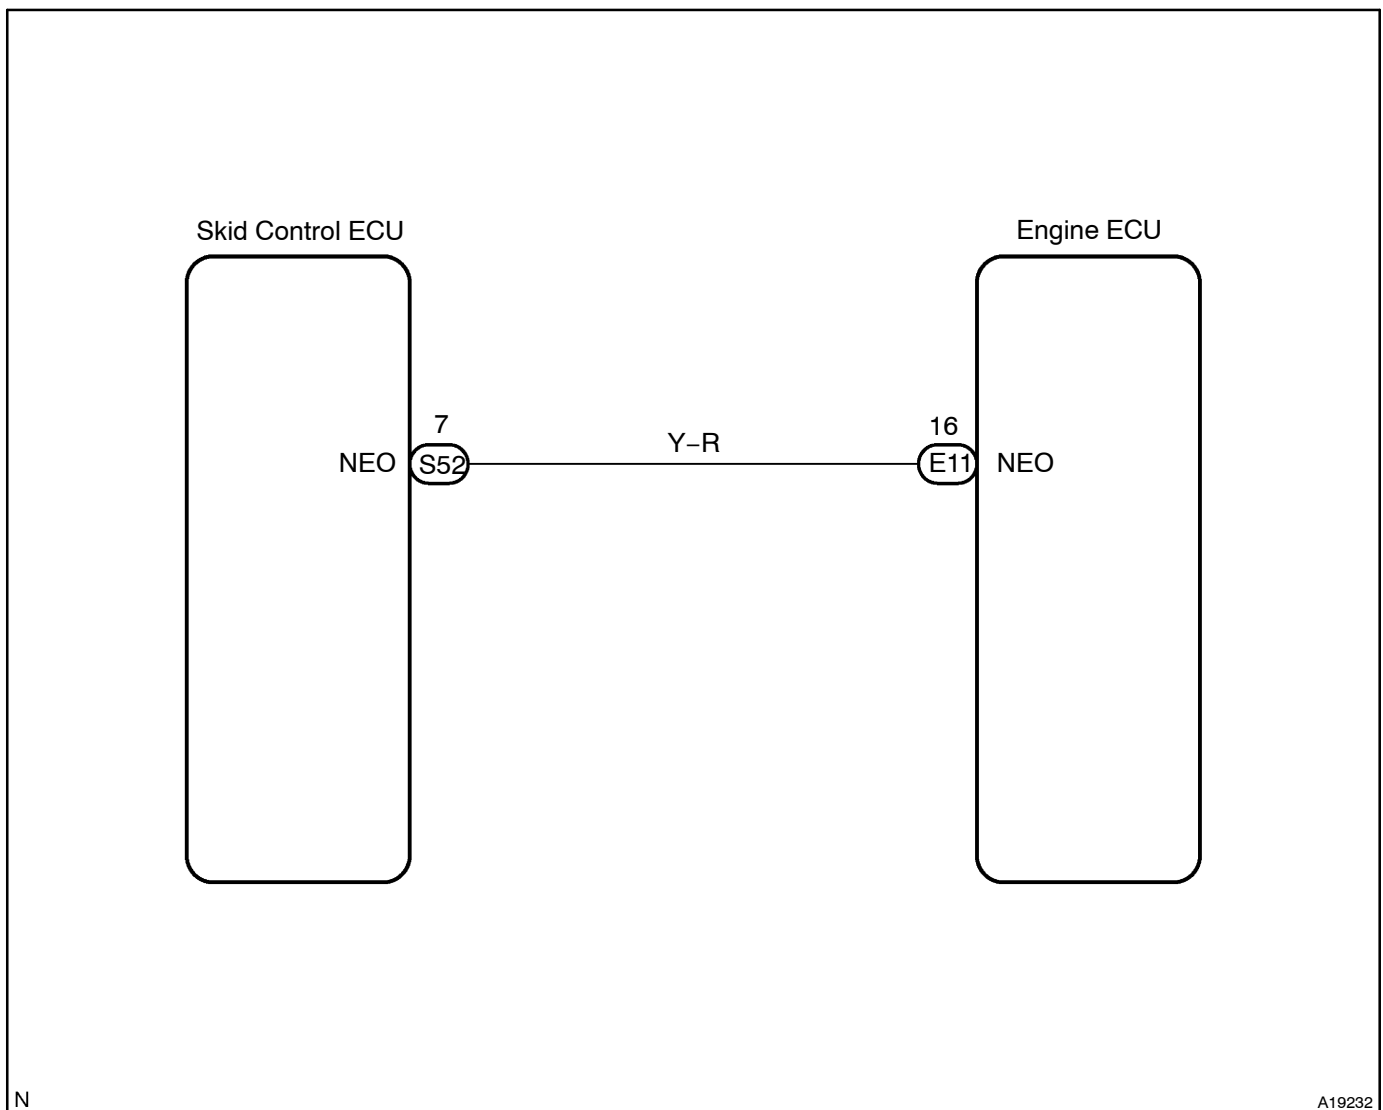 Skid Control ECU
Engine ECU
7
16
Y−R
NEO
S52
E11
NEO
N
A19232